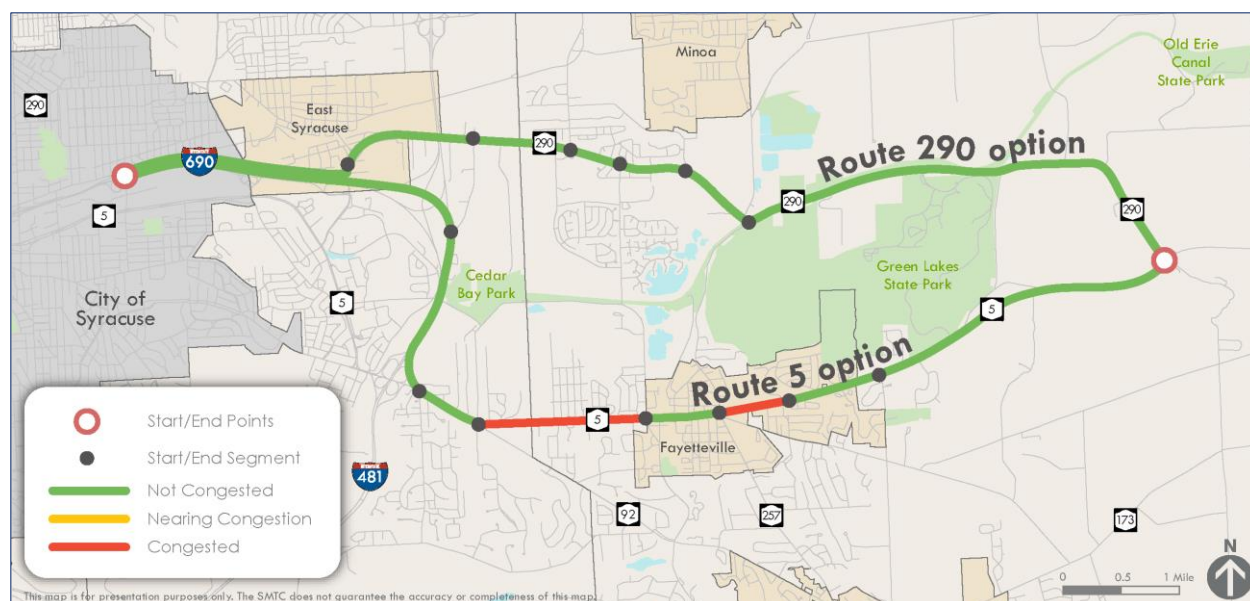 Minoa
Old Erie
Canal
State Park
290
East
Syracuse
INTERSTATE
690
290
Route 290 option
5
290
290
Cedar
Bay Park
Green Lakes
State Park
City of
Syracuse
5
5
Route 5 option
5
Fayetteville
INTERSTATE
481
92
257
173
Start/End Points
Start/End Segment
Not Congested
Nearing Congestion
Congested
N
0 0.5 1 Mile
This map is for presentation purposes only. The SMTC does not guarantee the accuracy or completeness of this map.